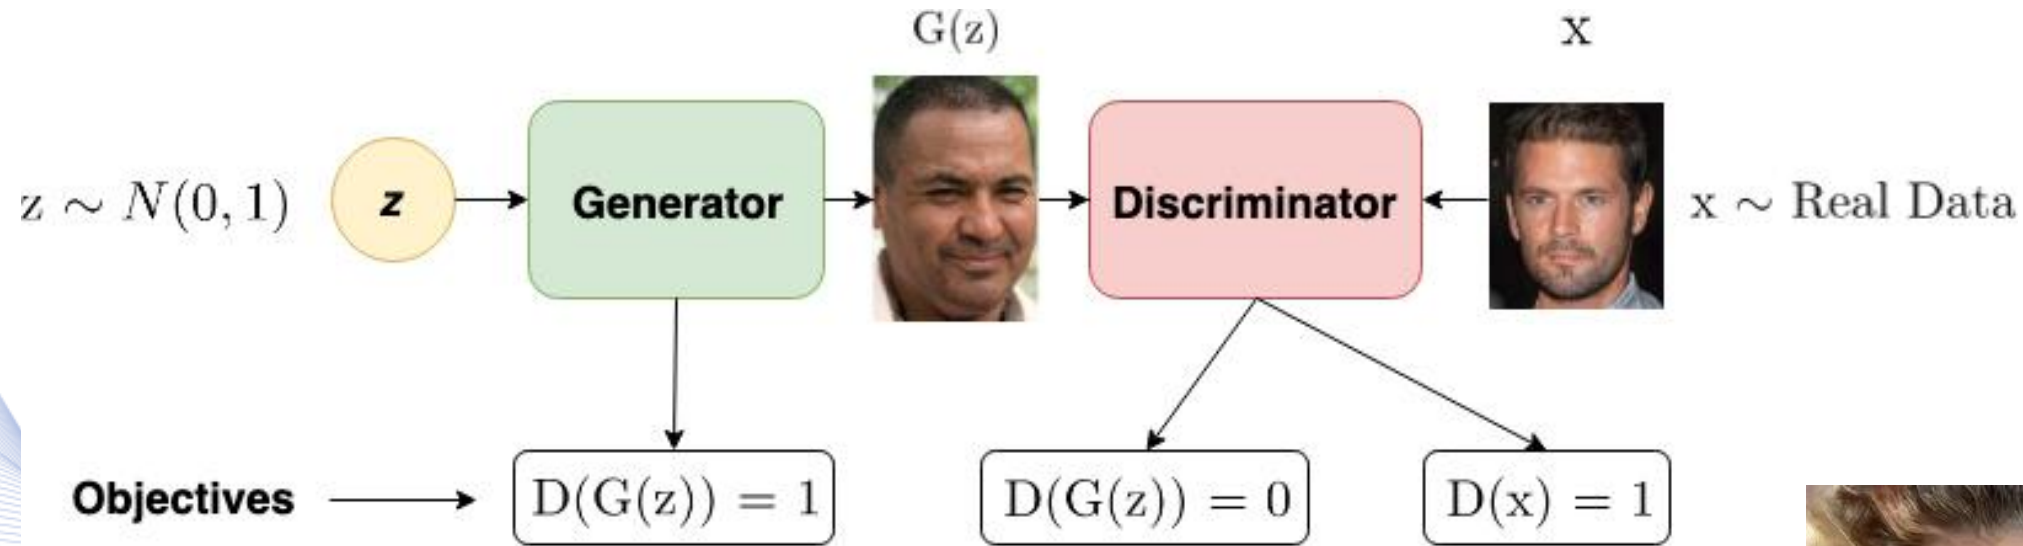 G(z)
x
z ∼ N(0, 1)
z
Generator
Discriminator
x ∼ Real Data
Objectives
D(G(z)) = 1
D(G(z)) = 0
D(x) = 1